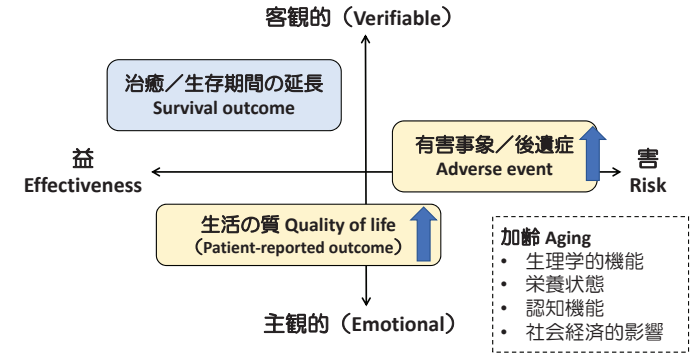 客観的（Verifiable）
治癒／生存期間の延長
Survival outcome
有害事象／後遺症
Adverse event
益
Effectiveness
害
Risk
生活の質 Quality of life
（Patient-reported outcome）
加齢 Aging
• 生理学的機能
• 栄養状態
• 認知機能
• 社会経済的影響
主観的（Emotional）